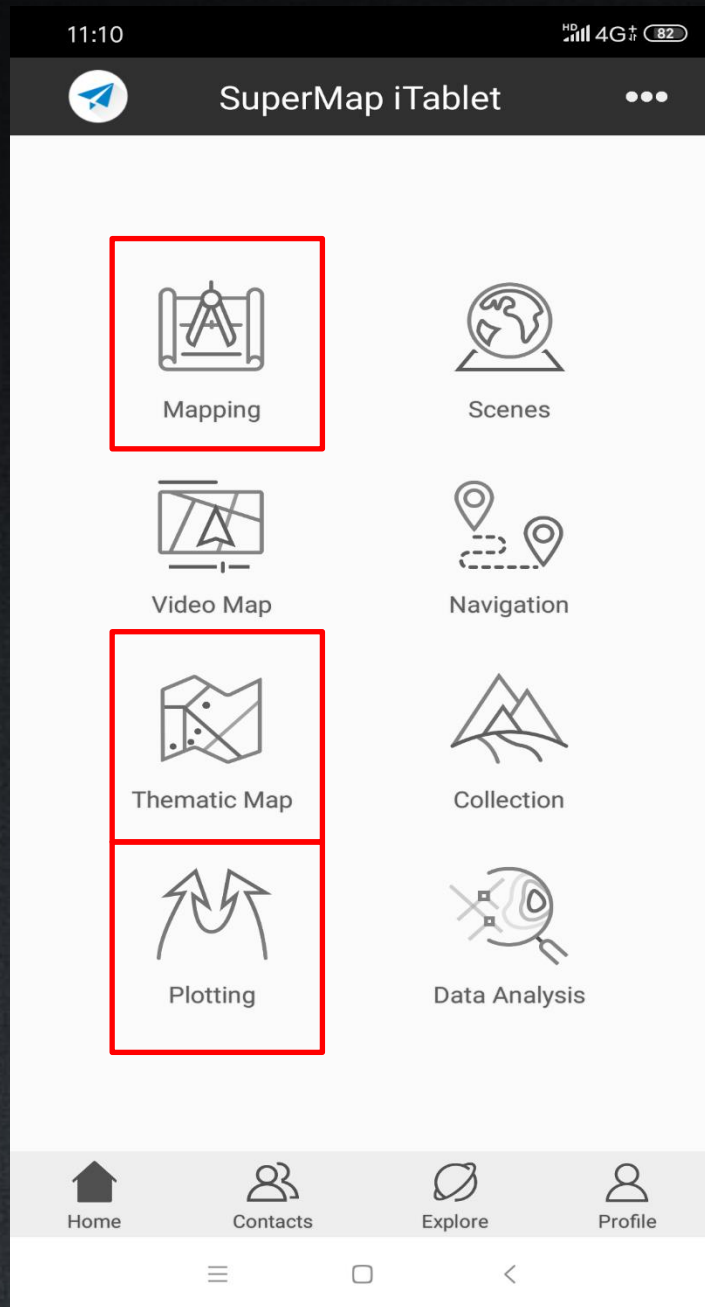 11:10 HD 4G+ 82
SuperMap iTablet
Mapping Scenes
Video Map Navigation
Thematic Map Collection
Plotting Data Analysis
Home Contacts Explore Profile